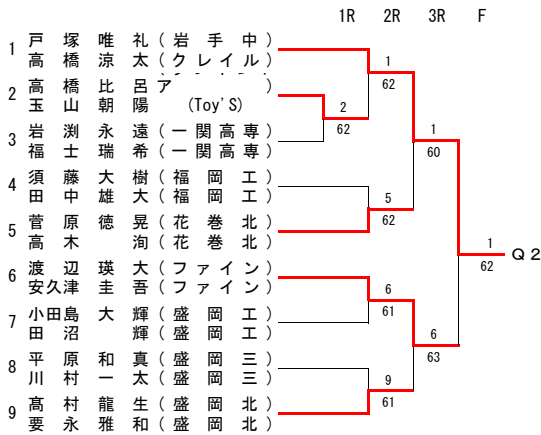 1R 2R 3R F
1 戸塚唯礼(岩手中)
高橋涼太(クレイル)
2 高橋比呂ア
玉山朝陽 (Toy'S)
3 岩渕永遠(一関高専)
福士瑞希(一関高専)
4 須藤大樹(福岡工)
田中雄大(福岡工)
5 菅原徳晃(花巻北)
高木洵(花巻北)
6 渡辺瑛大(ファイン)
安久津圭吾(ファイン)
7 小田島大輝(盛岡工)
田沼輝(盛岡工)
8 平原和真(盛岡三)
川村一太(盛岡三)
9 髙村龍生(盛岡北)
要永雅和(盛岡北)
2
62
1
62
5
62
6
61
9
61
1
60
6
63
1
62
Q2